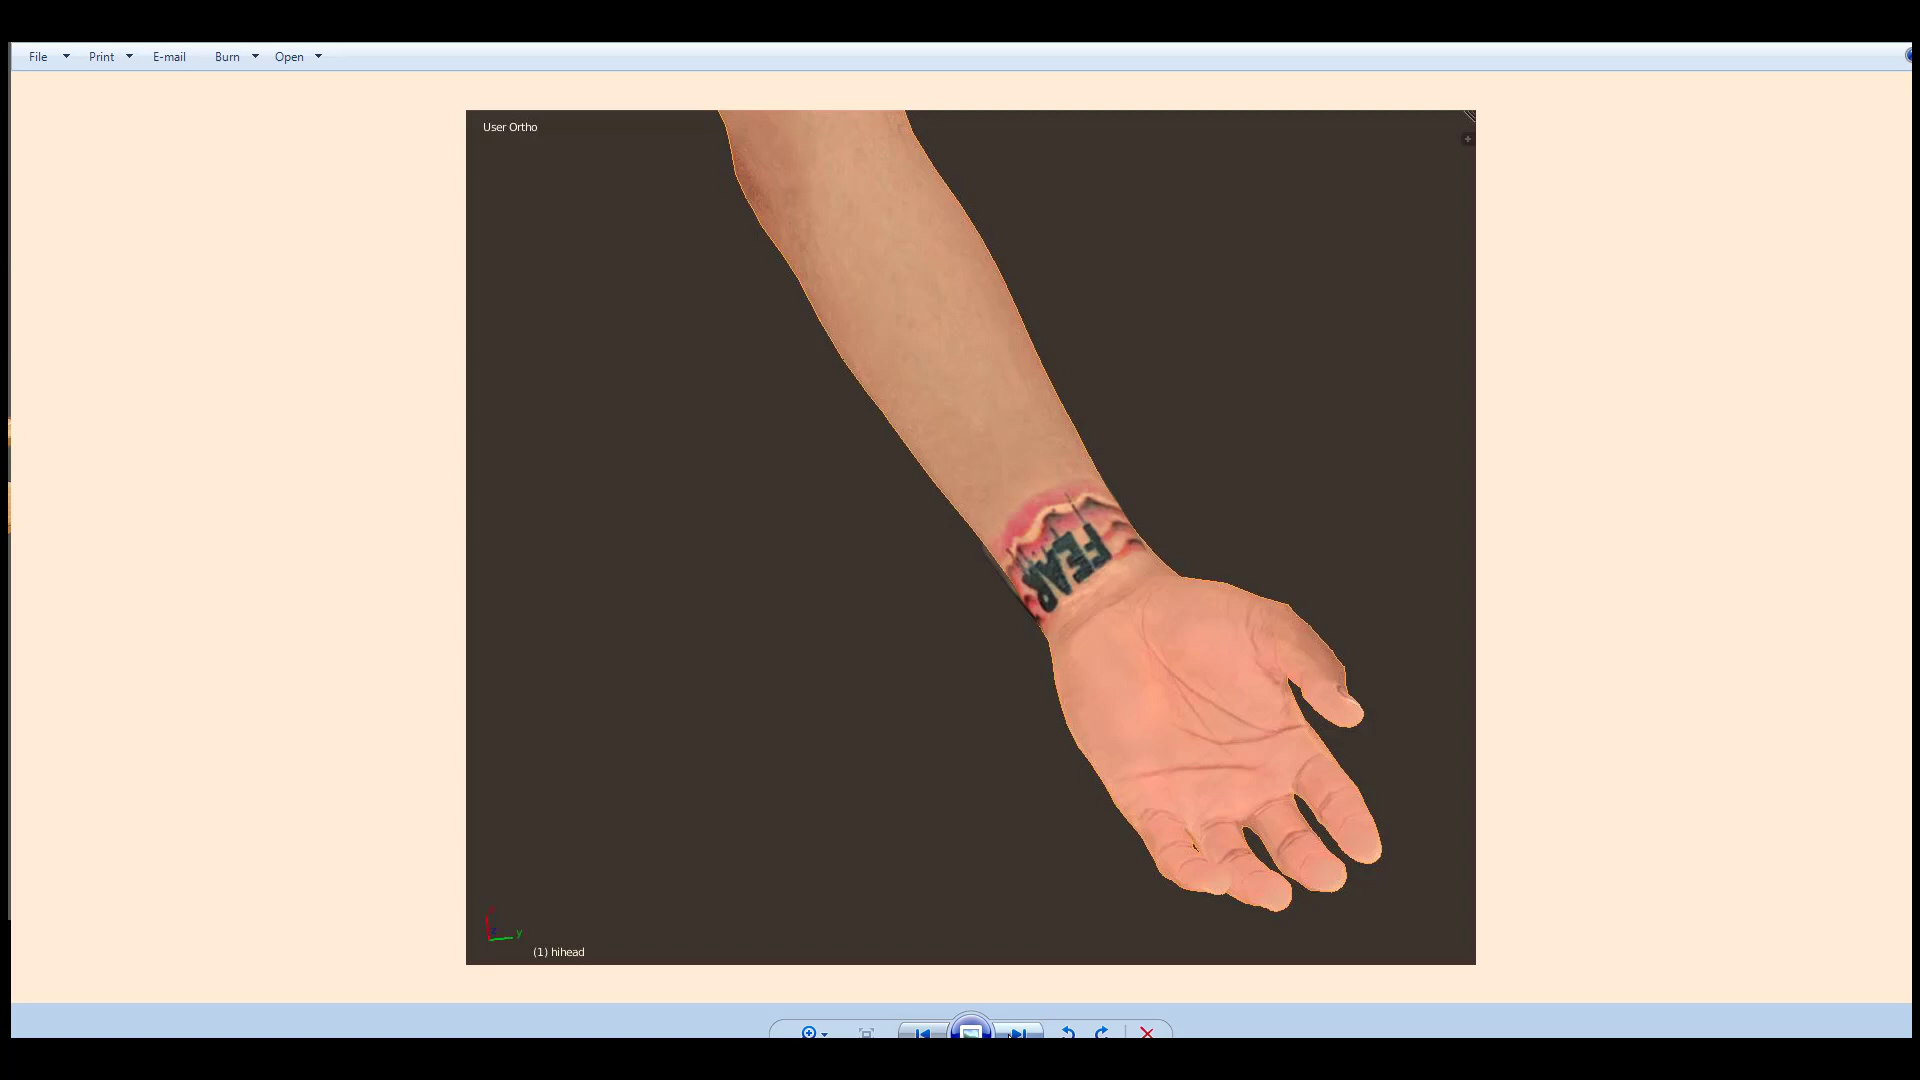 File Print E-mail Burn Open
User Ortho
FEAR
y
(1) hihead